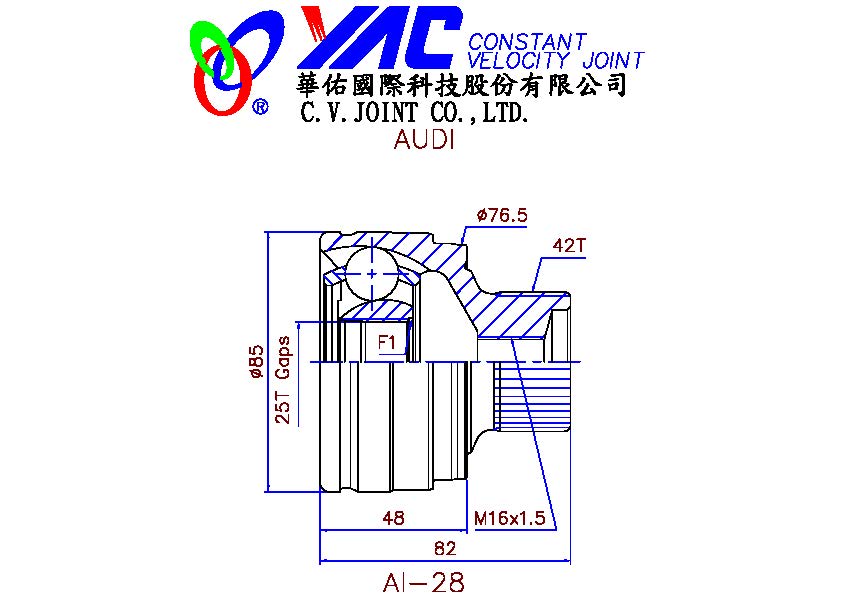 YAC CONSTANT
VELOCITY JOINT
®
華佑國際科技股份有限公司
C.V.JOINT CO.,LTD.
AUDI
ø76.5
42T
F1
ø85
25T Gaps
48
M16x1.5
82
AI-28